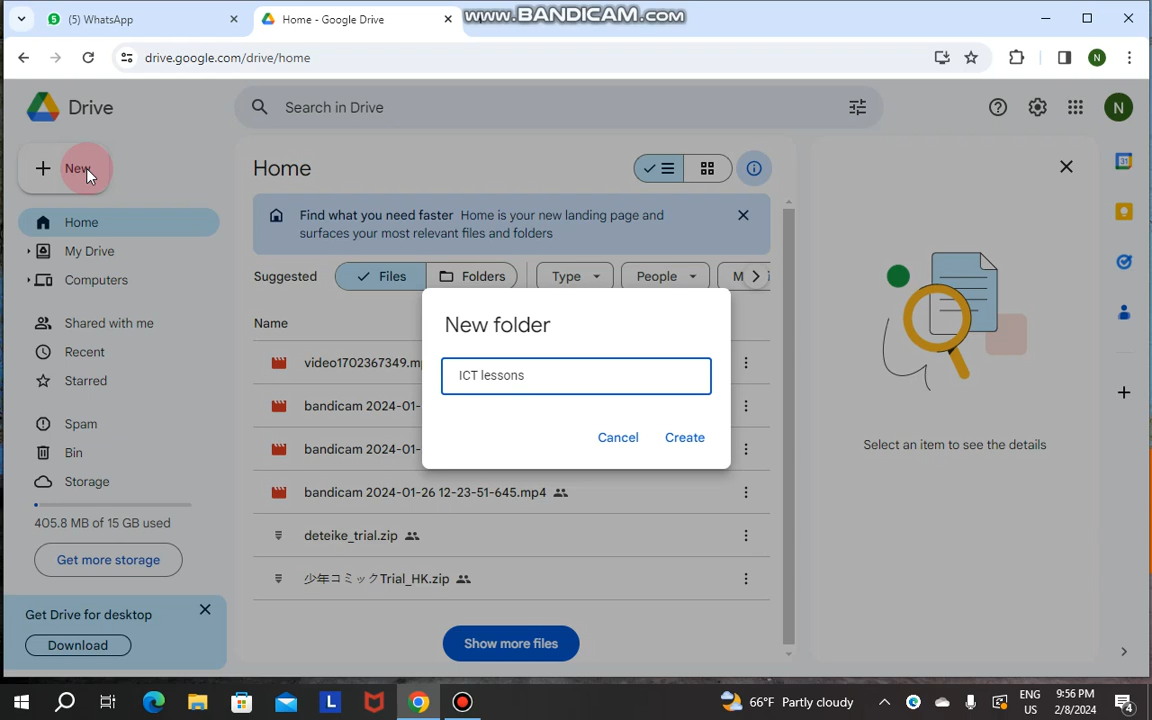 (5) WhatsApp
Home - Google Drive
www.BANDICAM.com
drive.google.com/drive/home
N
Drive
Search in Drive
N
New
Home
Find what you need faster Home is your new landing page and
surfaces your most relevant files and folders
Suggested Files Folders Type People M
Name
video1702367349.m
bandicam 2024-01-
bandicam 2024-01-
bandicam 2024-01-26 12-23-51-645.mp4
deteike_trial.zip
少年コミックTrial_HK.zip
Show more files
Home
My Drive
Computers
Shared with me
Recent
Starred
Spam
Bin
Storage
405.8 MB of 15 GB used
Get more storage
Get Drive for desktop
Download
New folder
ICT lessons
Cancel Create
Select an item to see the details
31
L
66°F Partly cloudy
ENG
US
9:56 PM
2/8/2024
4